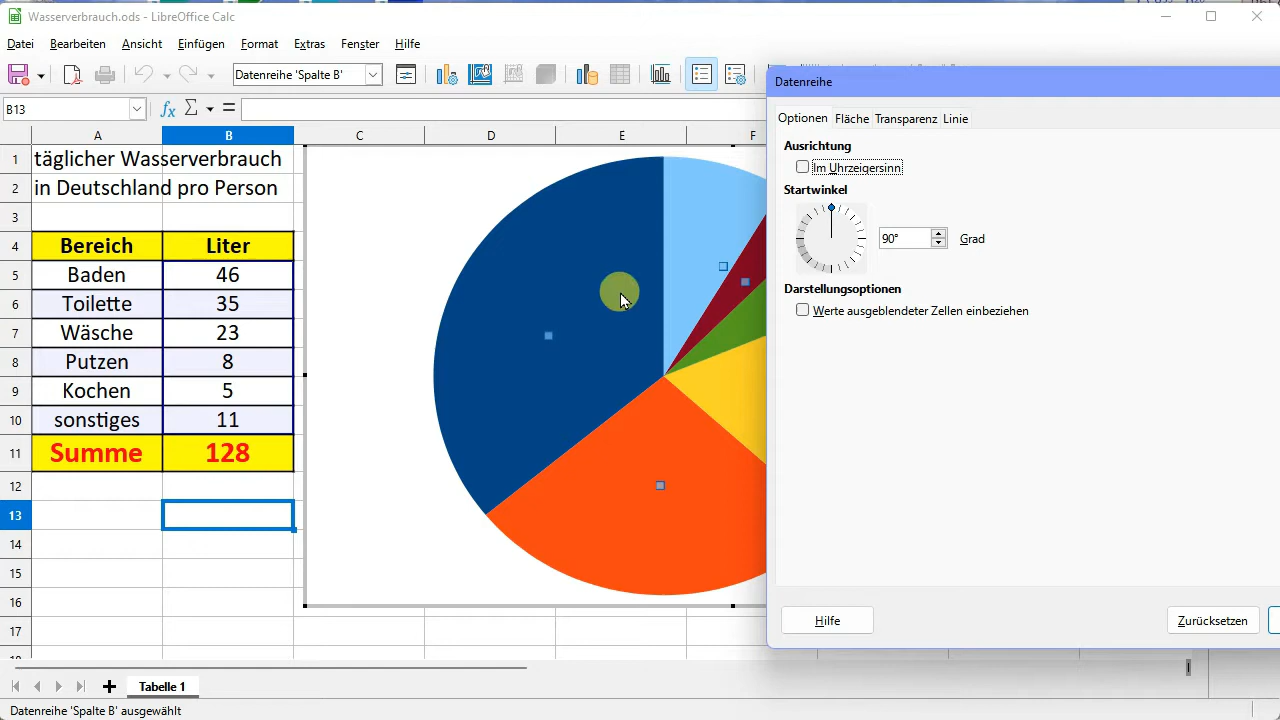 Wasserverbrauch.ods - LibreOffice Calc
Datei Bearbeiten Ansicht Einfügen Format Extras Fenster Hilfe
Datenreihe 'Spalte B'
B13 fx Σ =
Datenreihe
Optionen Fläche Transparenz Linie
Ausrichtung
Im Uhrzeigersinn
Startwinkel
90° Grad
Darstellungsoptionen
Werte ausgeblendeter Zellen einbeziehen
Hilfe Zurücksetzen
A B C D E F
1 täglicher Wasserverbrauch
2 in Deutschland pro Person
3
4 Bereich Liter
5 Baden 46
6 Toilette 35
7 Wäsche 23
8 Putzen 8
9 Kochen 5
10 sonstiges 11
11 Summe 128
12
13
14
15
16
17
Tabelle 1
Datenreihe 'Spalte B' ausgewählt